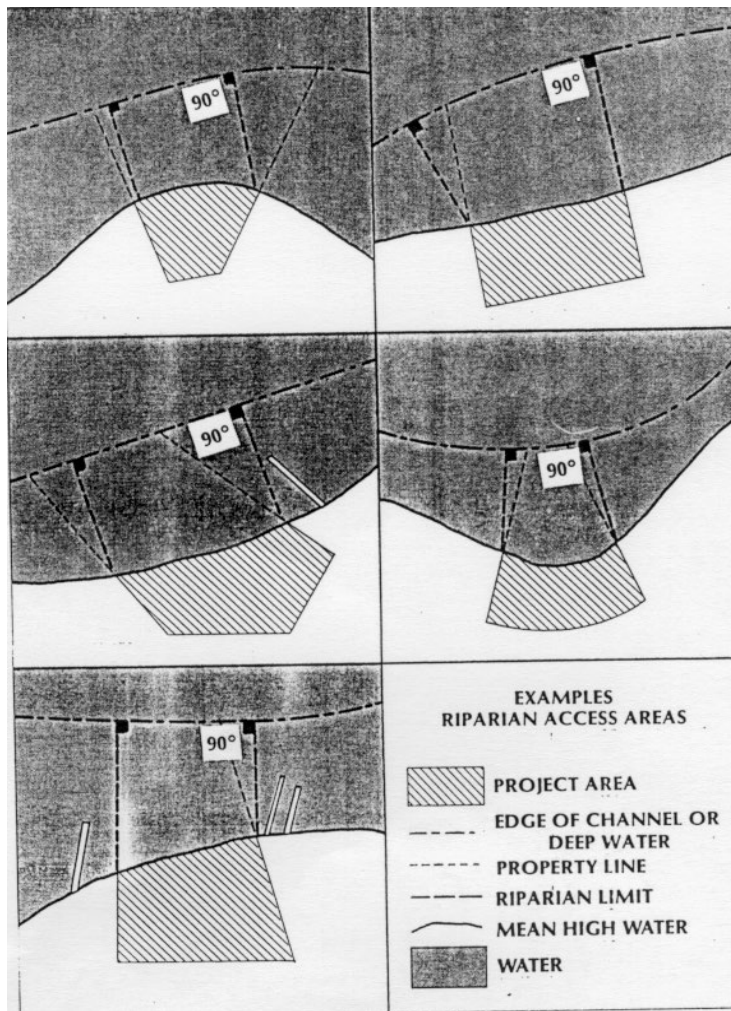 90°
90°
90°
90°
90°
EXAMPLES
RIPARIAN ACCESS AREAS
PROJECT AREA
EDGE OF CHANNEL OR
DEEP WATER
PROPERTY LINE
RIPARIAN LIMIT
MEAN HIGH WATER
WATER